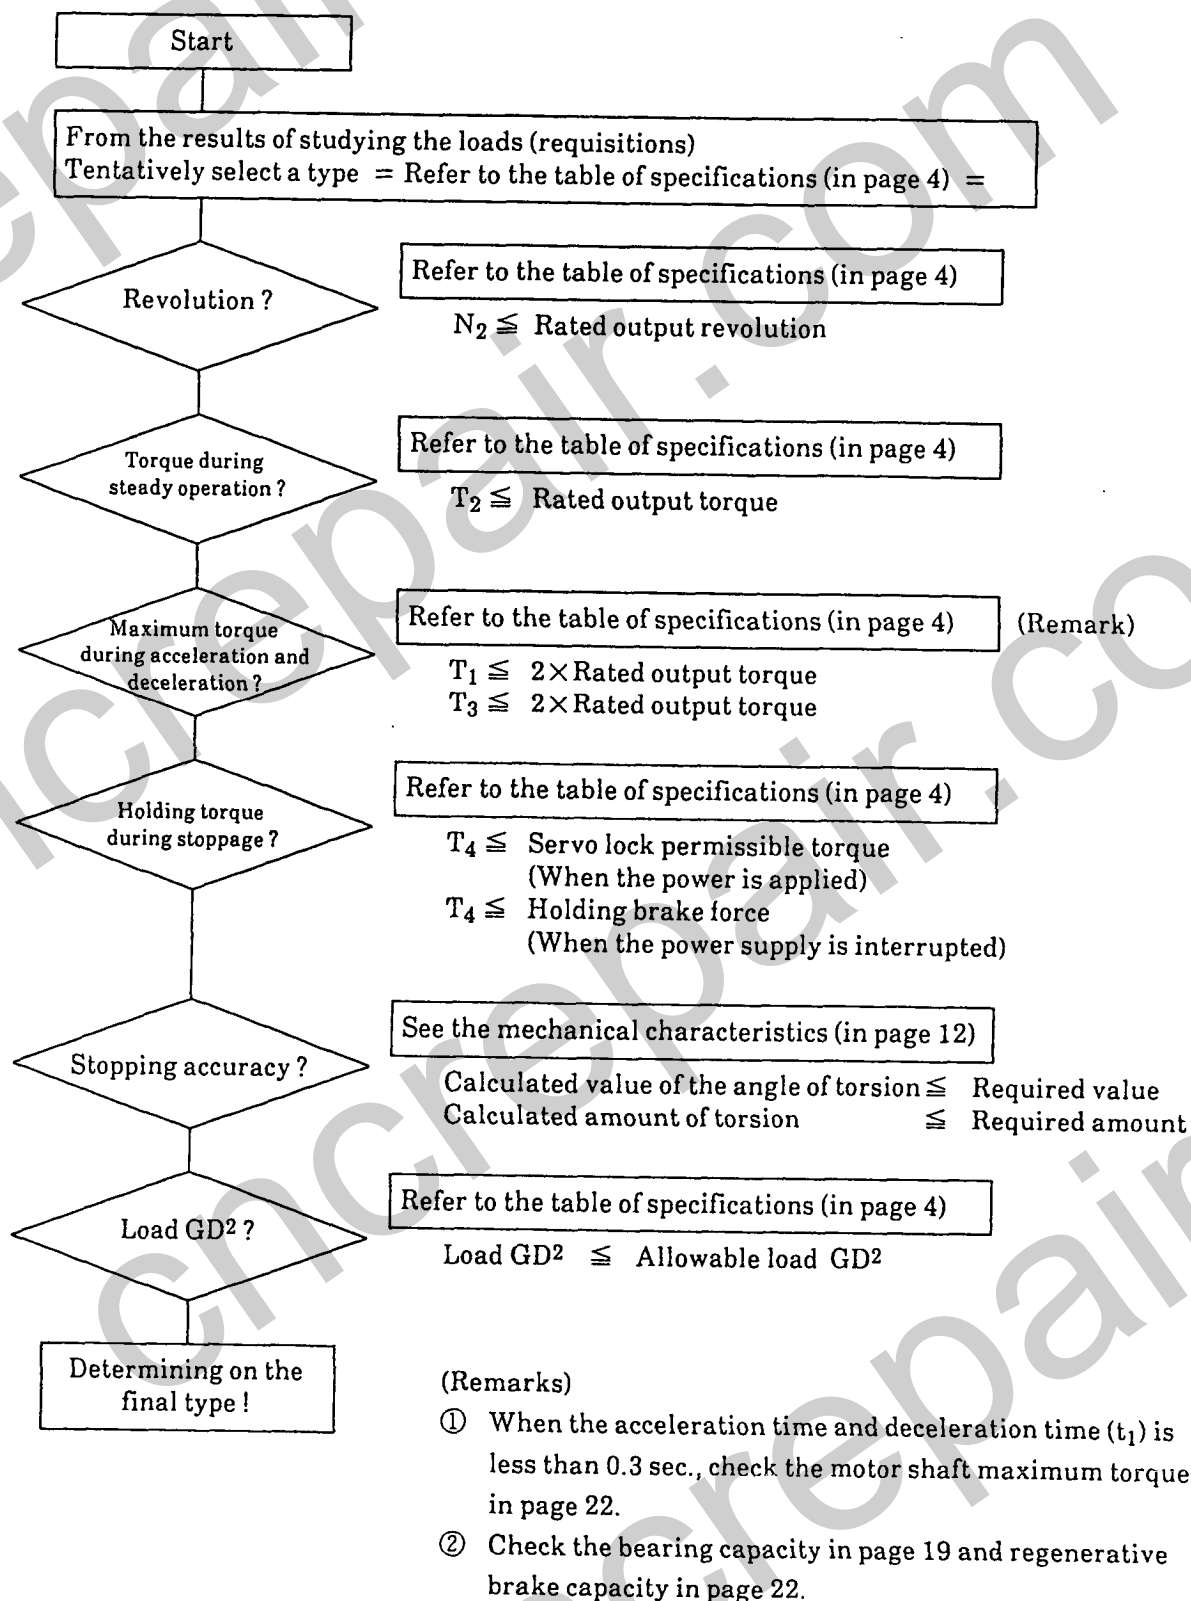 Start
From the results of studying the loads (requisitions)
Tentatively select a type = Refer to the table of specifications (in page 4) =
Revolution ?
Refer to the table of specifications (in page 4)
N₂ ≦ Rated output revolution
Torque during
steady operation ?
Refer to the table of specifications (in page 4)
T₂ ≦ Rated output torque
Maximum torque
during acceleration and
deceleration ?
Refer to the table of specifications (in page 4) (Remark)
T₁ ≦ 2×Rated output torque
T₃ ≦ 2×Rated output torque
Holding torque
during stoppage ?
Refer to the table of specifications (in page 4)
T₄ ≦ Servo lock permissible torque
(When the power is applied)
T₄ ≦ Holding brake force
(When the power supply is interrupted)
Stopping accuracy ?
See the mechanical characteristics (in page 12)
Calculated value of the angle of torsion ≦ Required value
Calculated amount of torsion ≦ Required amount
Load GD² ?
Refer to the table of specifications (in page 4)
Load GD² ≦ Allowable load GD²
Determining on the
final type !
(Remarks)
① When the acceleration time and deceleration time (t₁) is
less than 0.3 sec., check the motor shaft maximum torque
in page 22.
② Check the bearing capacity in page 19 and regenerative
brake capacity in page 22.
cncrepair.com
cncrepair.com
cncrepair